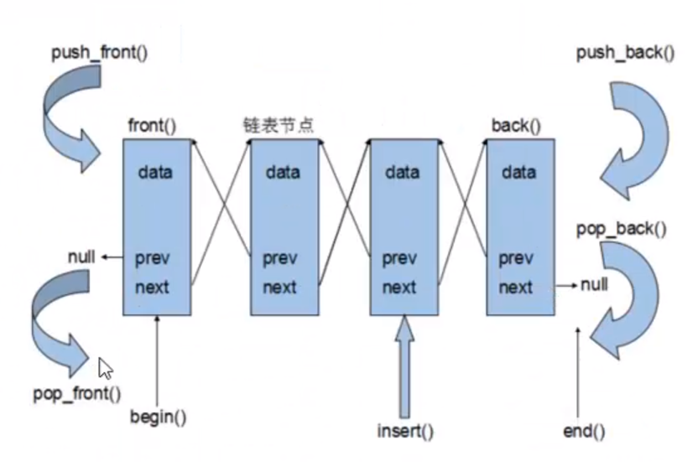 push_front()
push_back()
front()
链表节点
back()
data
data
data
data
pop_back()
null
prev
prev
prev
prev
next
next
next
next
null
pop_front()
begin()
insert()
end()